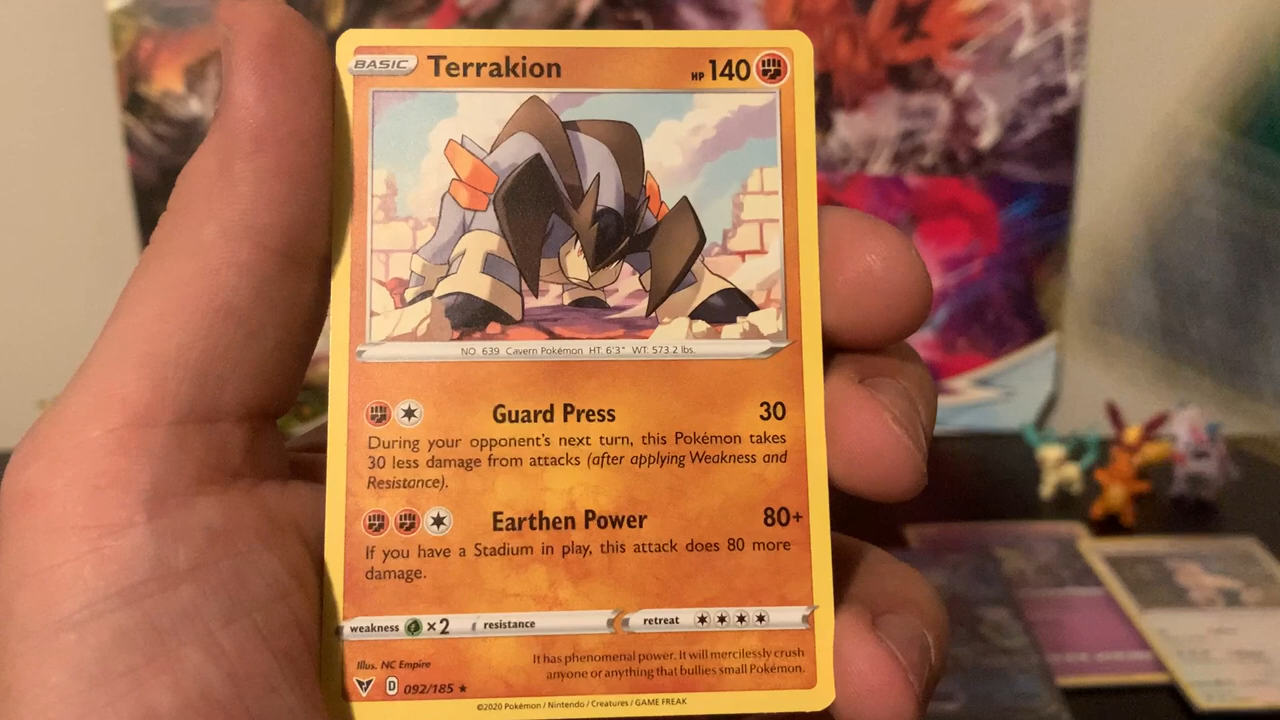 BASIC Terrakion HP 140
NO. 639 Cavern Pokémon HT: 6'3" WT: 573.2 lbs.
Guard Press 30
During your opponent's next turn, this Pokémon takes
30 less damage from attacks (after applying Weakness and
Resistance).
Earthen Power 80+
If you have a Stadium in play, this attack does 80 more
damage.
weakness ×2 resistance retreat
Illus. NC Empire
It has phenomenal power. It will mercilessly crush
anyone or anything that bullies small Pokémon.
D 092/185 ★
©2020 Pokémon / Nintendo / Creatures / GAME FREAK